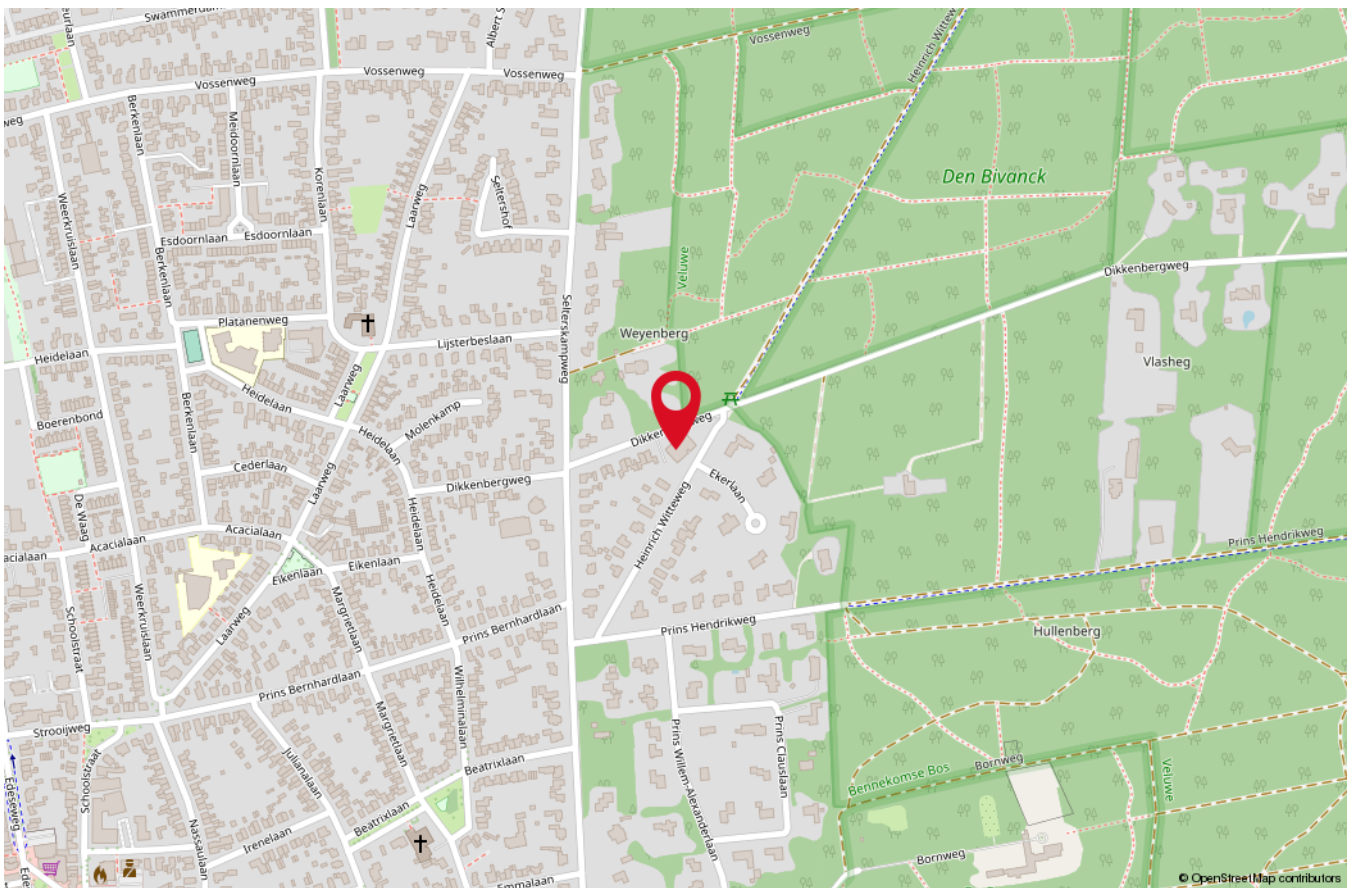 Swammerdam
Vossenweg
Vossenweg
Vossenweg
Vossenweg
Heinrich Witteweg
Berkenlaan
Meidoornlaan
Korenlaan
Laarweg
Seltershof
Den Bivanck
Weerkruislaan
Esdoornlaan
Esdoornlaan
Berkenlaan
Veluwe
Dikkenbergweg
Selterskampweg
Platanenweg
Weyenberg
Lijsterbeslaan
Heidelaan
Vlasheg
Laarweg
Heidelaan
Berkenlaan
Boerenbond
Molenkamp
Heidelaan
Cederlaan
Laarweg
Dikkenbergweg
Ekerlaan
De Waag
Heidelaan
Acacialaan
Acacialaan
acialaan
Heinrich Witteweg
Prins Hendrikweg
Eikenlaan
Eikenlaan
Heidelaan
Margrietlaan
Weerkruislaan
Schoolstraat
Laarweg
Prins Bernhardlaan
Prins Hendrikweg
Hullenberg
Prins Bernhardlaan
Wilhelminalaan
Margrietlaan
Strooijweg
Schoolstraat
Julianalaan
Prins Willem-Alexanderlaan
Prins Clauslaan
Beatrixlaan
Bornweg
Bennekomse Bos
Veluwe
Edeseweg
Nassaulaan
Beatrixlaan
Irenelaan
Bornweg
Emmalaan
© OpenStreetMap contributors